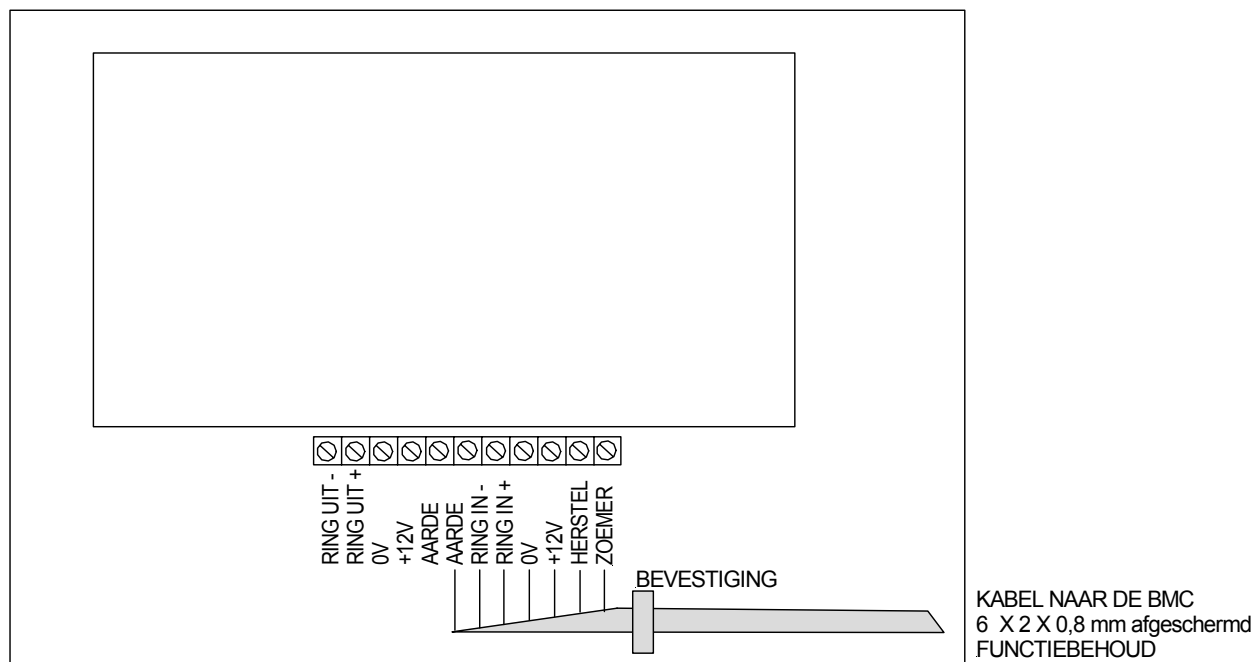 RING UIT -
RING UIT +
0V
+12V
AARDE
AARDE
RING IN -
RING IN +
0V
+12V
HERSTEL
ZOEMER
BEVESTIGING
KABEL NAAR DE BMC
6 X 2 X 0,8 mm afgeschermd
FUNCTIEBEHOUD